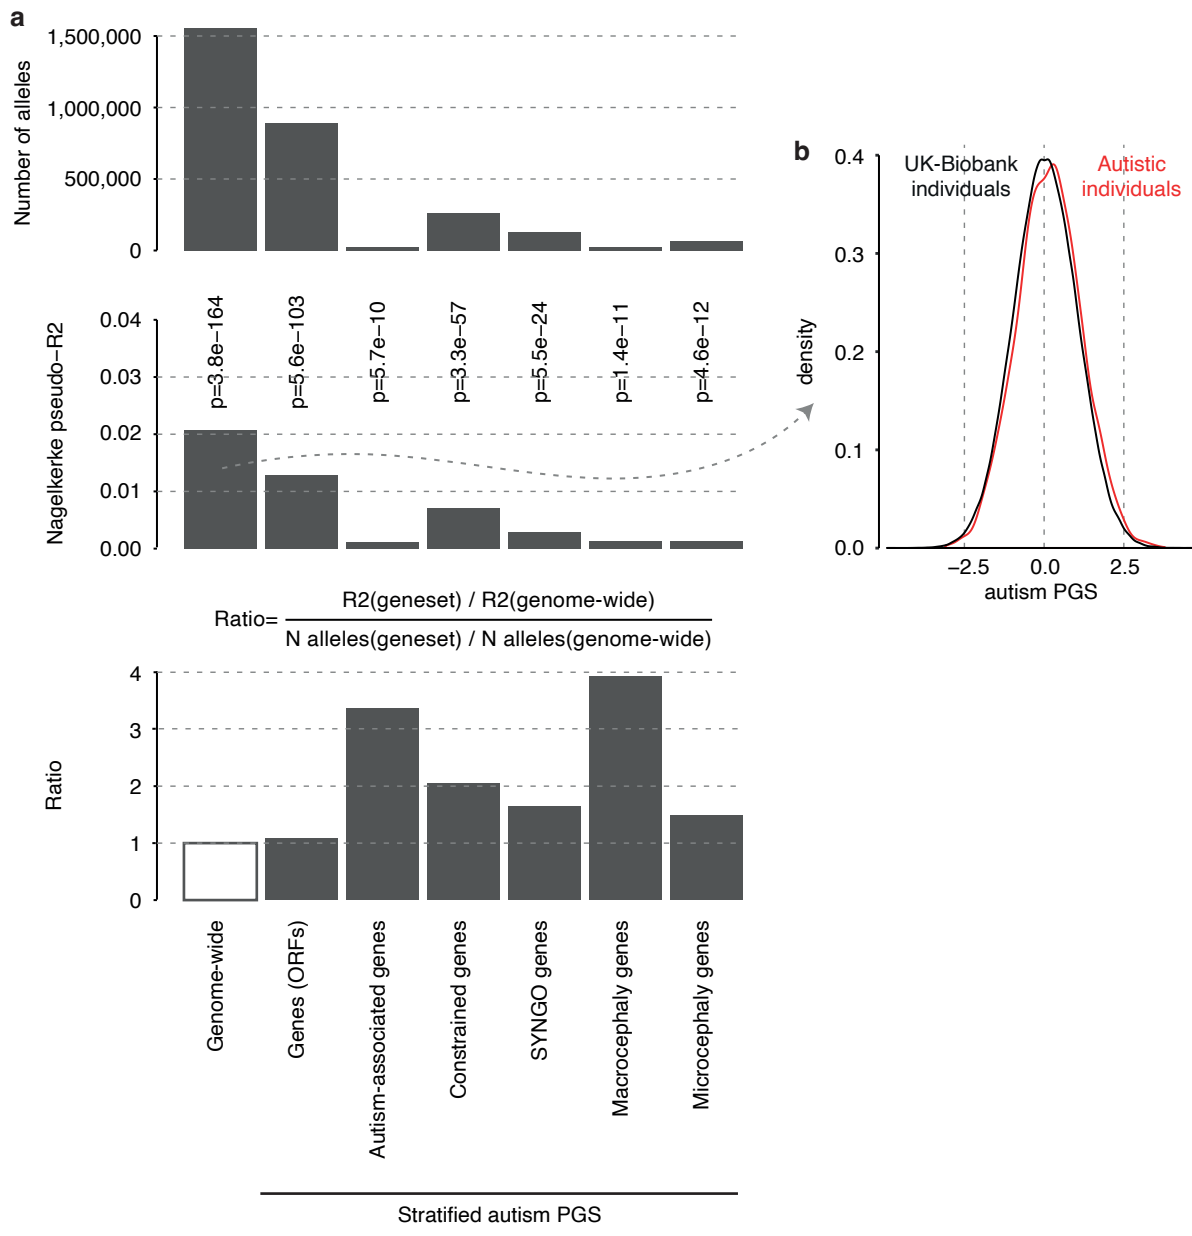 a
Number of alleles
1,500,000
1,000,000
500,000
0
Nagelkerke pseudo−R2
0.04
0.03
0.02
0.01
0.00
p=3.8e−164
p=5.6e−103
p=5.7e−10
p=3.3e−57
p=5.5e−24
p=1.4e−11
p=4.6e−12
Ratio=
R2(geneset) / R2(genome-wide)
N alleles(geneset) / N alleles(genome-wide)
Ratio
4
3
2
1
0
Genome-wide
Genes (ORFs)
Autism-associated genes
Constrained genes
SYNGO genes
Macrocephaly genes
Microcephaly genes
Stratified autism PGS
b
density
0.4
0.3
0.2
0.1
0.0
UK-Biobank
individuals
Autistic
individuals
−2.5
0.0
2.5
autism PGS